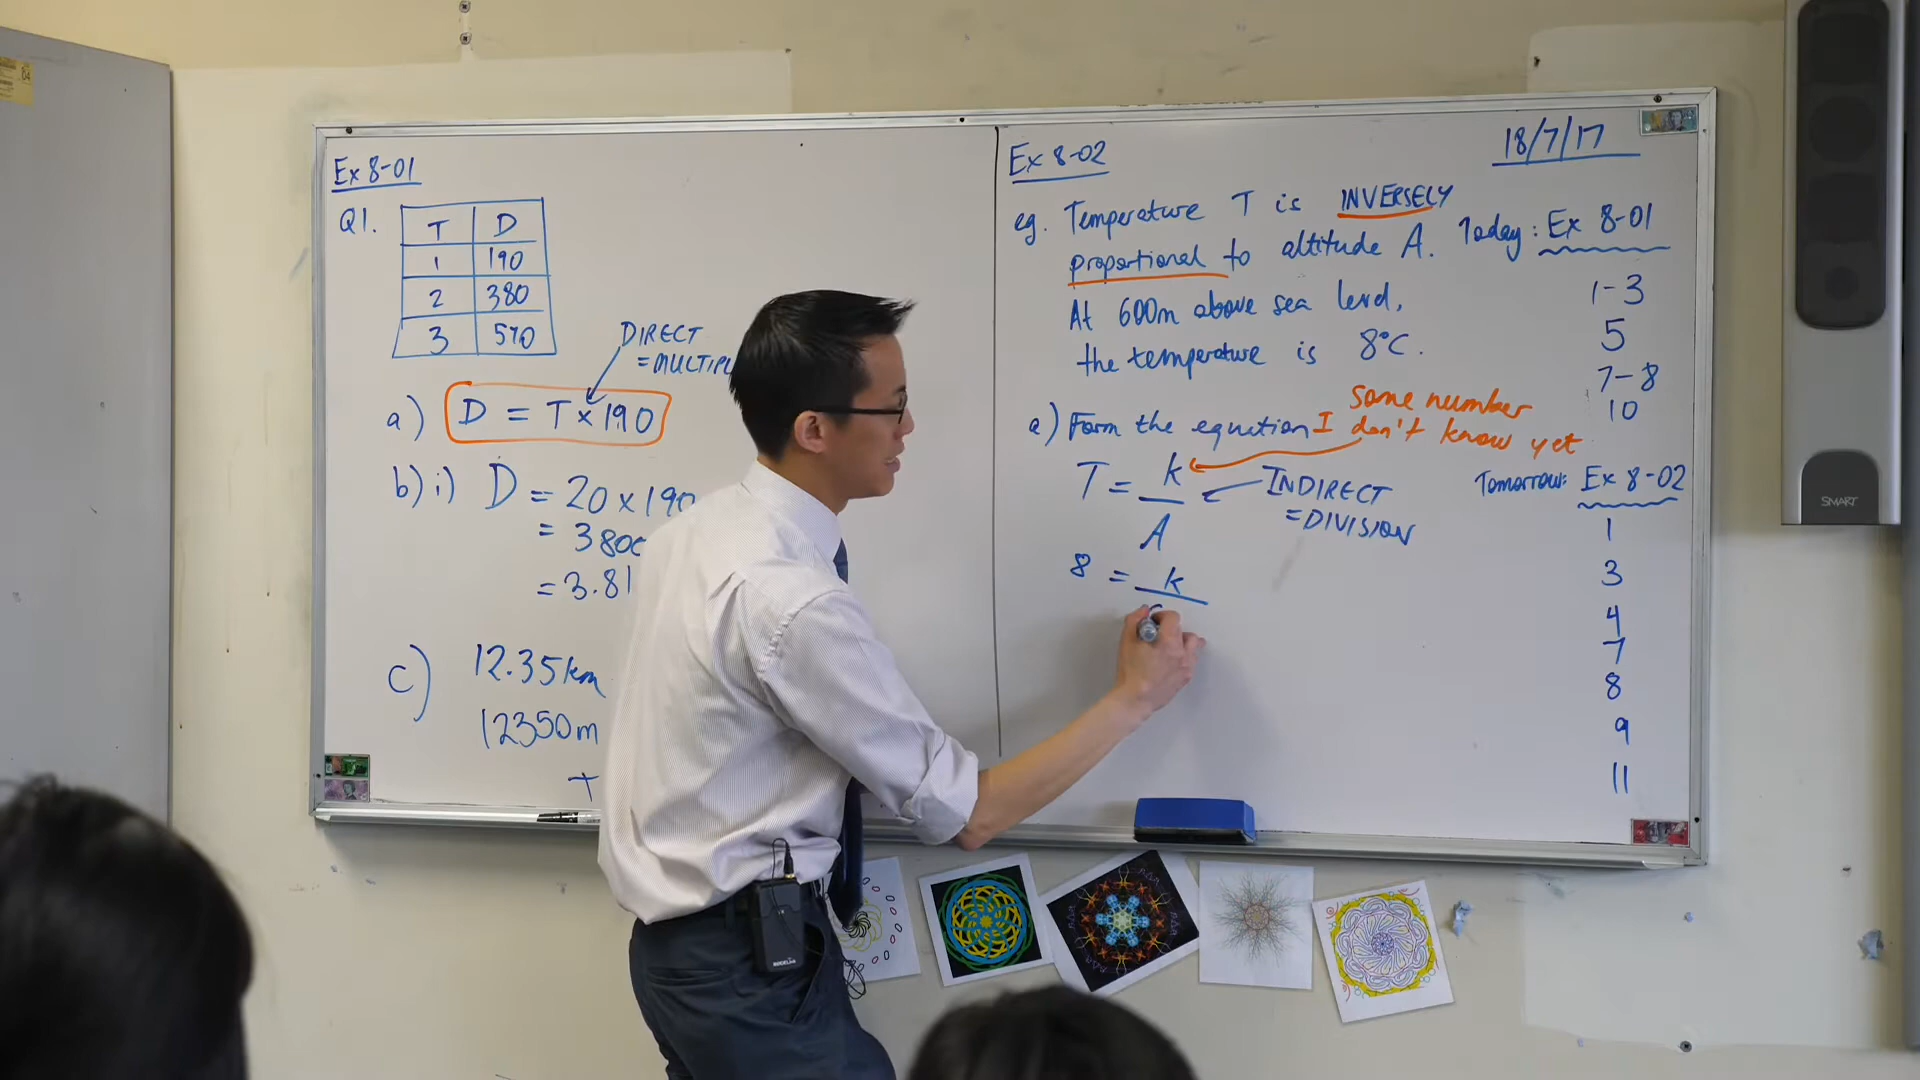 Ex 8-01
Q1.
T D
1 190
2 380
3 570
DIRECT
= MULTIPL
a) D = T × 190
b) i) D = 20 × 190
= 380
= 3.8
c) 12.35km
12350m
Ex 8-02
eg. Temperature T is INVERSELY
proportional to altitude A.
At 600m above sea level,
the temperature is 8°C.
a) Form the equation
some number
I don't know yet
T = k
A
INDIRECT
= DIVISION
8 = k
18/7/17
Today: Ex 8-01
1-3
5
7-8
10
Tomorrow: Ex 8-02
1
3
4
7
8
9
11
SMART